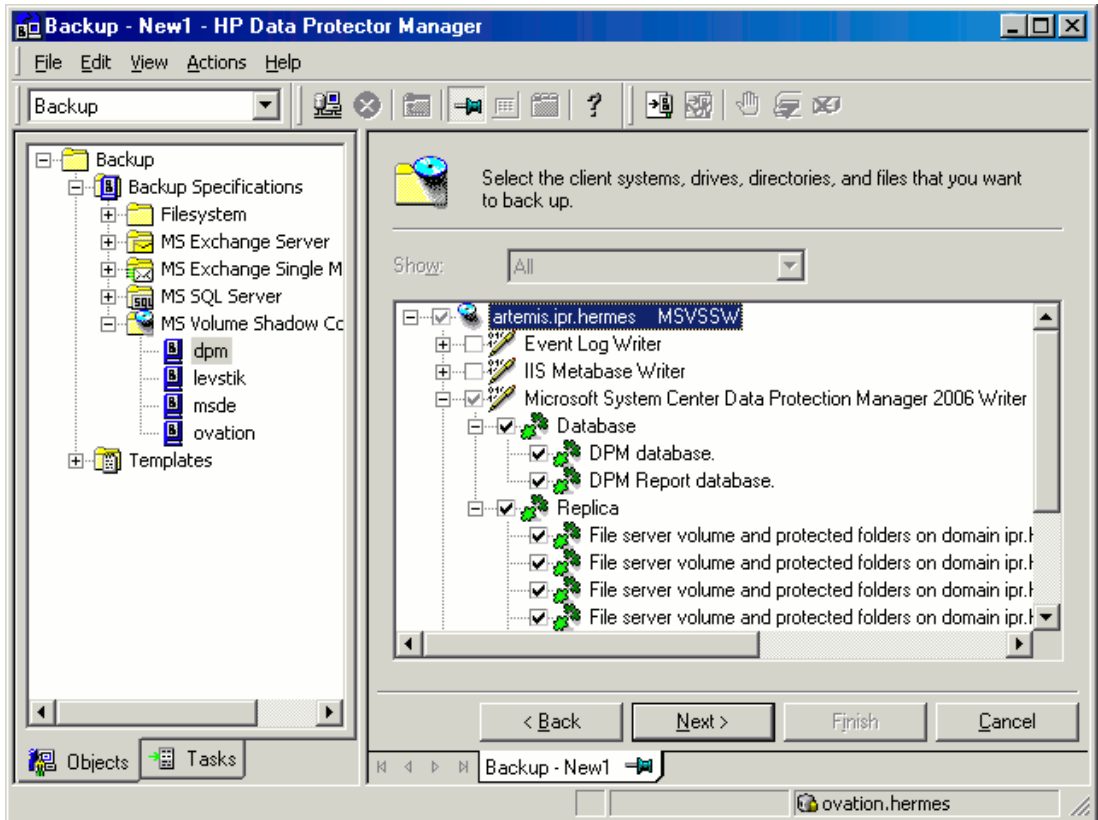 Backup - New1 - HP Data Protector Manager
File Edit View Actions Help
Backup
Backup
Backup Specifications
Filesystem
MS Exchange Server
MS Exchange Single M
MS SQL Server
MS Volume Shadow Co
dpm
levstik
msde
ovation
Templates
Objects
Tasks
Select the client systems, drives, directories, and files that you want
to back up.
Show:
All
artemis.ipr.hermes MSVSSW
Event Log Writer
IIS Metabase Writer
Microsoft System Center Data Protection Manager 2006 Writer
Database
DPM database.
DPM Report database.
Replica
File server volume and protected folders on domain ipr.
File server volume and protected folders on domain ipr.
File server volume and protected folders on domain ipr.
File server volume and protected folders on domain ipr.
< Back
Next >
Finish
Cancel
Backup - New1
ovation.hermes